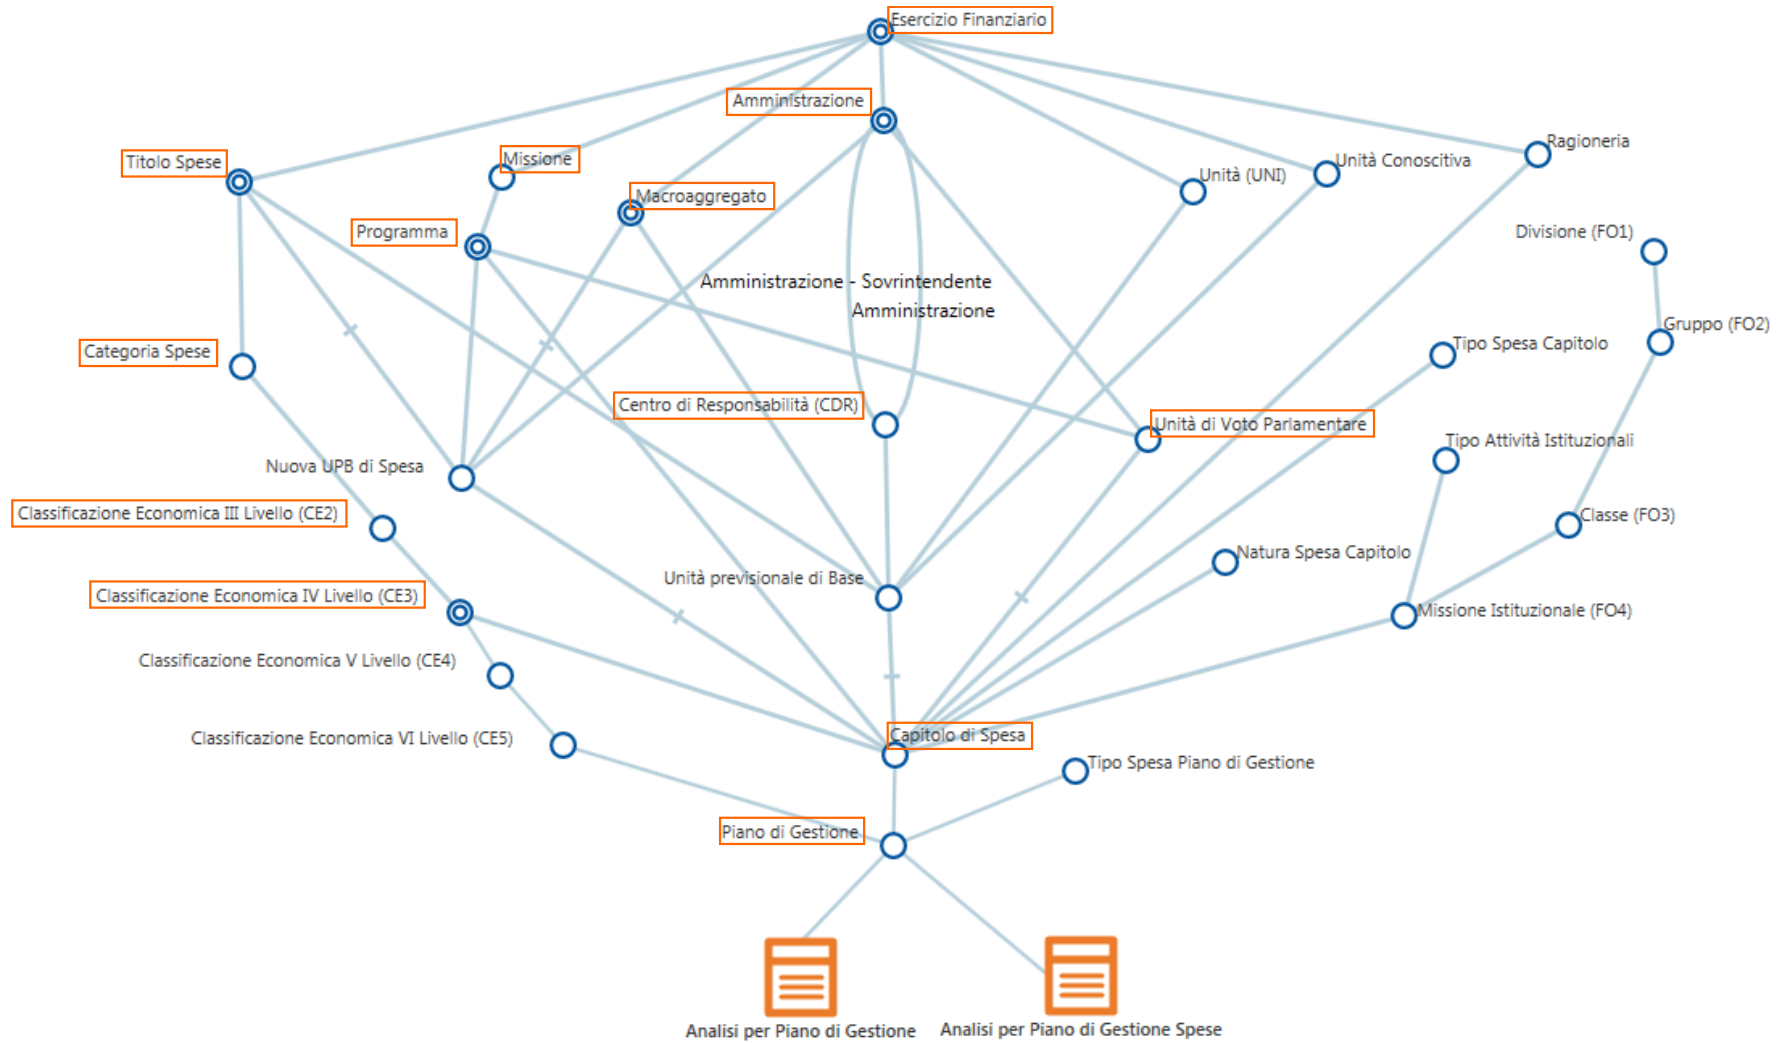 Esercizio Finanziario
Amministrazione
Ragioneria
Titolo Spese
Missione
Unità Conoscitiva
Unità (UNI)
Macroaggregato
Programma
Divisione (FO1)
Amministrazione - Sovrintendente
Amministrazione
Gruppo (FO2)
Categoria Spese
Tipo Spesa Capitolo
Centro di Responsabilità (CDR)
Unità di Voto Parlamentare
Tipo Attività Istituzionali
Nuova UPB di Spesa
Classificazione Economica III Livello (CE2)
Classe (FO3)
Natura Spesa Capitolo
Unità previsionale di Base
Classificazione Economica IV Livello (CE3)
Missione Istituzionale (FO4)
Classificazione Economica V Livello (CE4)
Classificazione Economica VI Livello (CE5)
Capitolo di Spesa
Tipo Spesa Piano di Gestione
Piano di Gestione
Analisi per Piano di Gestione
Analisi per Piano di Gestione Spese